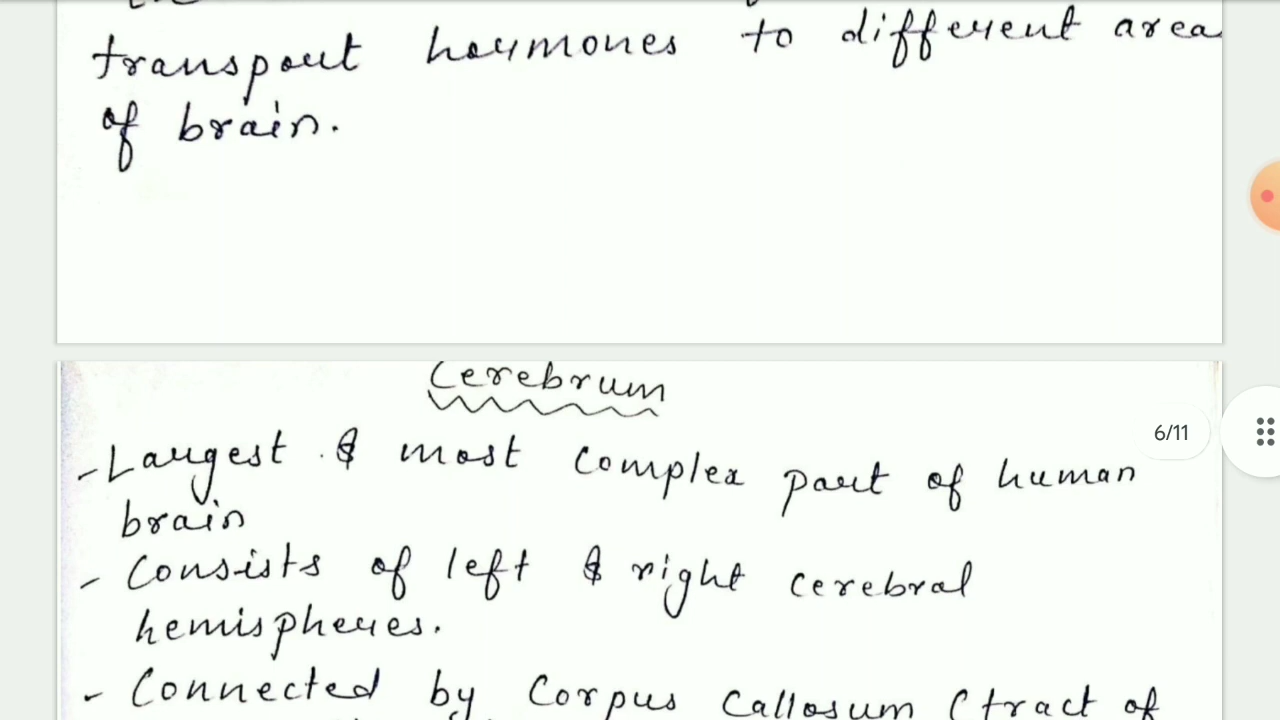 transport hormones to different area
of brain.
Cerebrum
- Largest & most complex part of human
brain
- Consists of left & right cerebral
hemispheres.
6/11
- Connected by Corpus Callosum (tract of